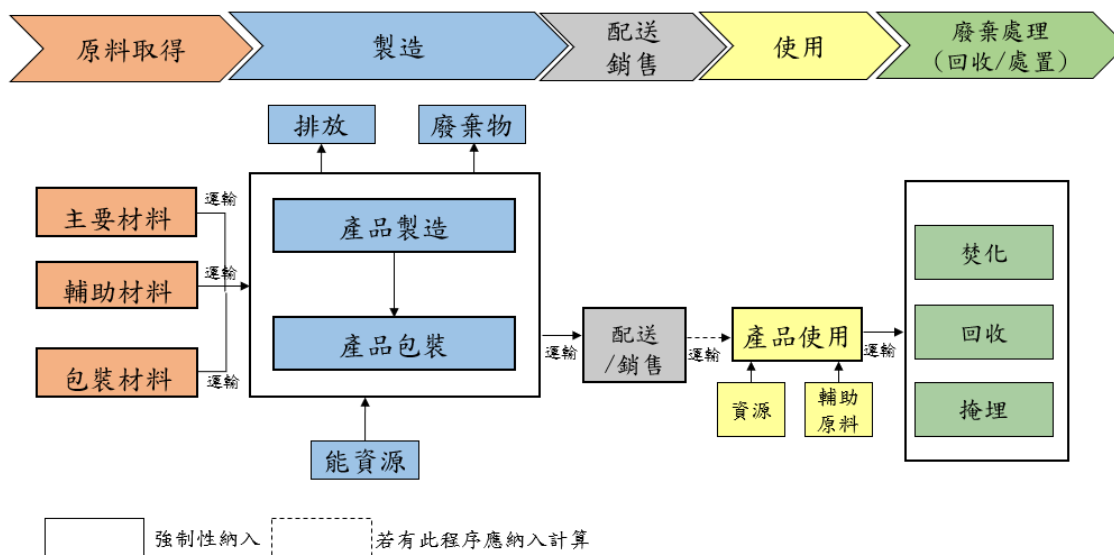 原料取得
製造
配送
銷售
使用
廢棄處理
(回收/處置)
排放
廢棄物
主要材料
運輸
輔助材料
運輸
包裝材料
運輸
產品製造
產品包裝
能資源
運輸
配送
/銷售
運輸
產品使用
運輸
資源
輔助
原料
焚化
回收
掩埋
強制性納入
若有此程序應納入計算